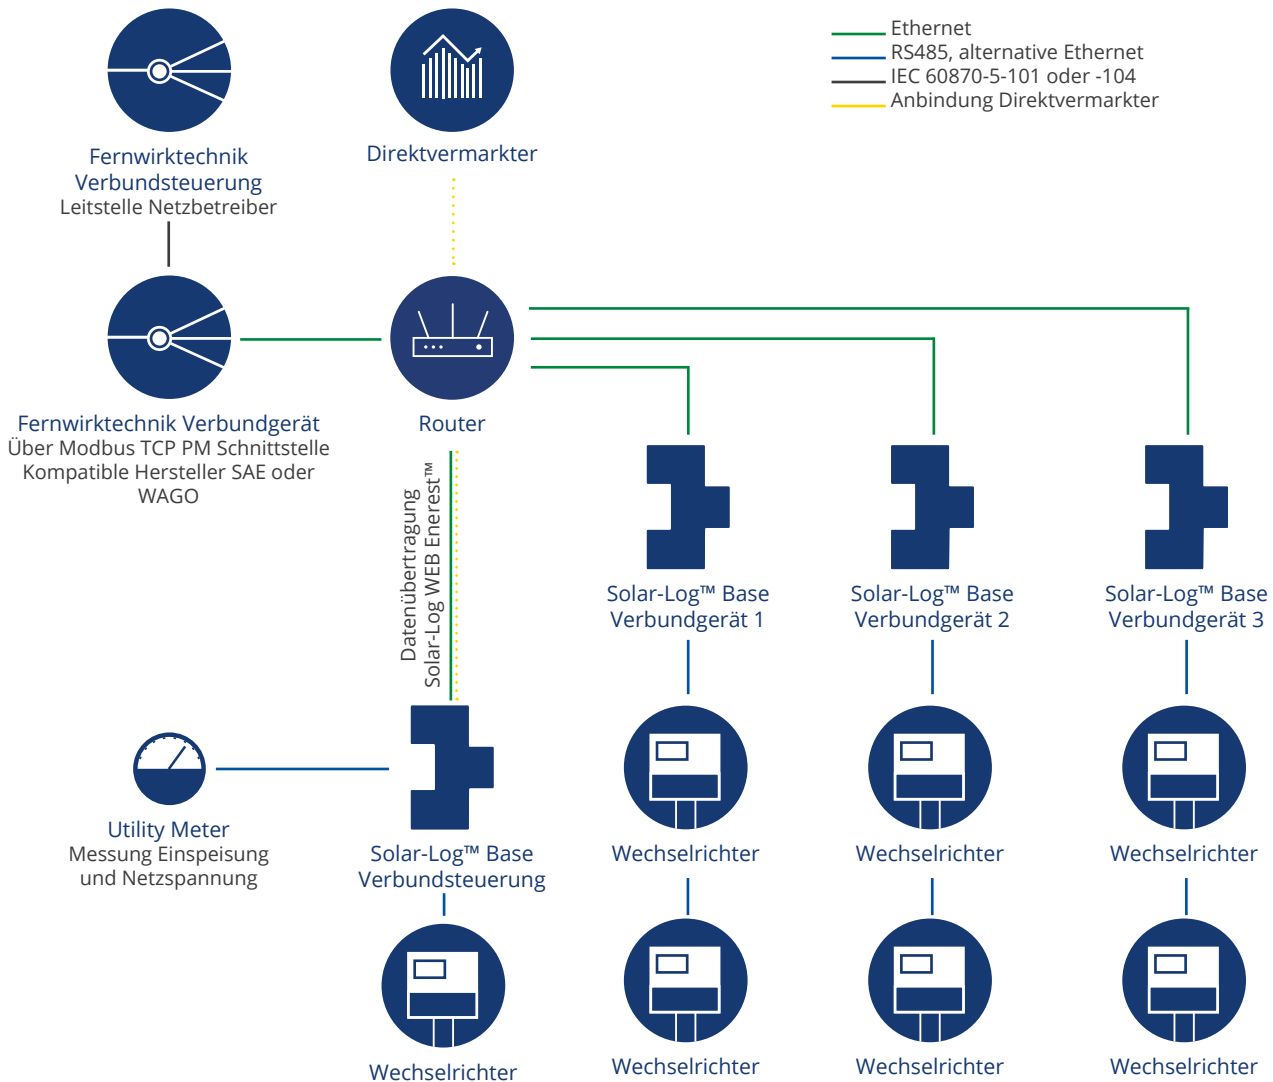 Ethernet
RS485, alternative Ethernet
IEC 60870-5-101 oder -104
Anbindung Direktvermarkter
Fernwirktechnik
Verbundsteuerung
Leitstelle Netzbetreiber
Direktvermarkter
Fernwirktechnik Verbundgerät
Über Modbus TCP PM Schnittstelle
Kompatible Hersteller SAE oder
WAGO
Router
Datenübertragung
Solar-Log WEB Enerest™
Solar-Log™ Base
Verbundgerät 1
Solar-Log™ Base
Verbundgerät 2
Solar-Log™ Base
Verbundgerät 3
Utility Meter
Messung Einspeisung
und Netzspannung
Solar-Log™ Base
Verbundsteuerung
Wechselrichter
Wechselrichter
Wechselrichter
Wechselrichter
Wechselrichter
Wechselrichter
Wechselrichter